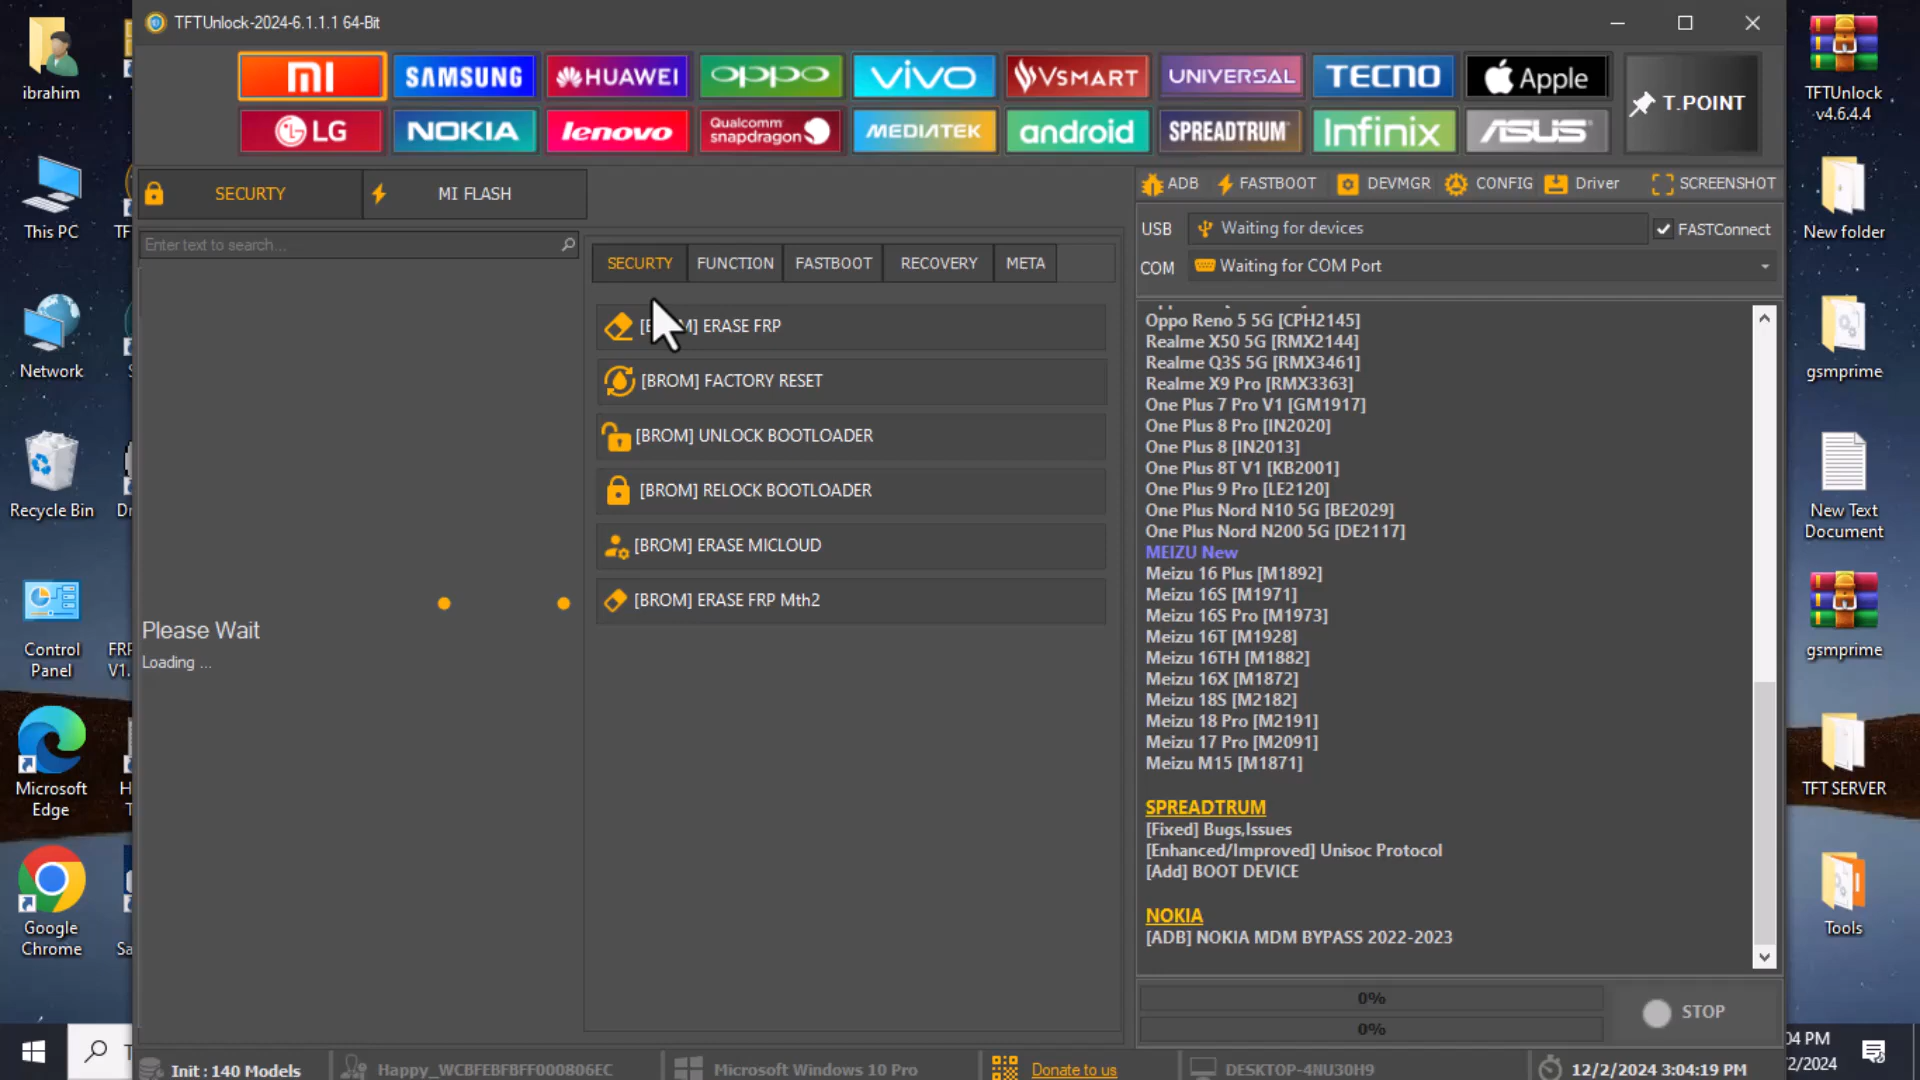 TFTUnlock-2024-6.1.1.1 64-Bit
mi
SAMSUNG
HUAWEI
oppo
vivo
VSMART
UNIVERSAL
TECNO
Apple
T.POINT
LG
NOKIA
lenovo
Qualcomm
snapdragon
MEDIATEK
android
SPREADTRUM
Infinix
ASUS
SECURTY
MI FLASH
ADB
FASTBOOT
DEVMGR
CONFIG
Driver
SCREENSHOT
USB
Waiting for devices
FASTConnect
COM
Waiting for COM Port
Enter text to search...
SECURTY
FUNCTION
FASTBOOT
RECOVERY
META
ERASE FRP
[BROM] FACTORY RESET
[BROM] UNLOCK BOOTLOADER
[BROM] RELOCK BOOTLOADER
[BROM] ERASE MICLOUD
[BROM] ERASE FRP Mth2
Please Wait
Loading ...
Oppo Reno 5 5G [CPH2145]
Realme X50 5G [RMX2144]
Realme Q3S 5G [RMX3461]
Realme X9 Pro [RMX3363]
One Plus 7 Pro V1 [GM1917]
One Plus 8 Pro [IN2020]
One Plus 8 [IN2013]
One Plus 8T V1 [KB2001]
One Plus 9 Pro [LE2120]
One Plus Nord N10 5G [BE2029]
One Plus Nord N200 5G [DE2117]
MEIZU New
Meizu 16 Plus [M1892]
Meizu 16S [M1971]
Meizu 16S Pro [M1973]
Meizu 16T [M1928]
Meizu 16TH [M1882]
Meizu 16X [M1872]
Meizu 18S [M2182]
Meizu 18 Pro [M2191]
Meizu 17 Pro [M2091]
Meizu M15 [M1871]
SPREADTRUM
[Fixed] Bugs,Issues
[Enhanced/Improved] Unisoc Protocol
[Add] BOOT DEVICE
NOKIA
[ADB] NOKIA MDM BYPASS 2022-2023
0%
0%
STOP
Init : 140 Models
Happy_WCBFEBFBFF000806EC
Microsoft Windows 10 Pro
Donate to us
DESKTOP-4NU30H9
12/2/2024 3:04:19 PM
ibrahim
This PC
Network
Recycle Bin
Control
Panel
Microsoft
Edge
Google
Chrome
TFTUnlock
v4.6.4.4
New folder
gsmprime
New Text
Document
gsmprime
TFT SERVER
Tools